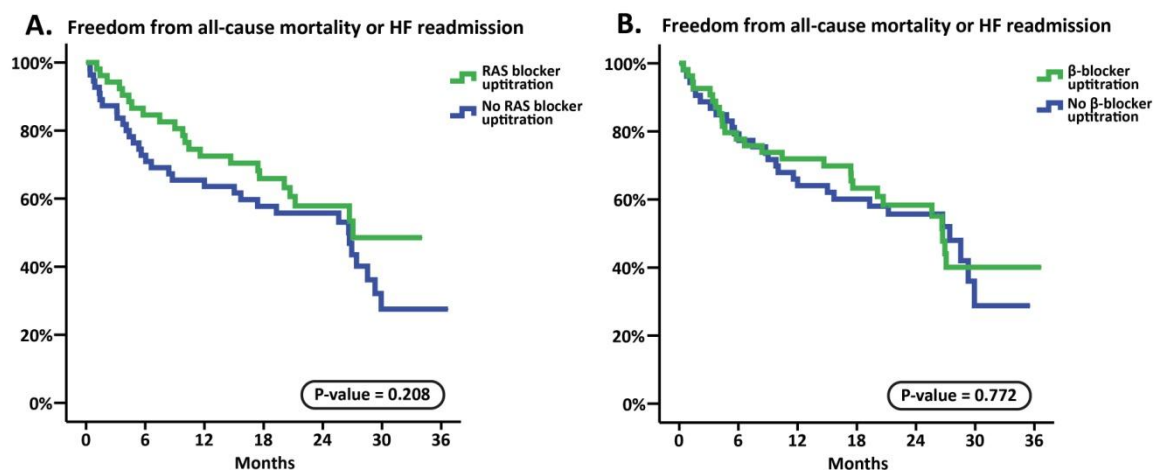 A. Freedom from all-cause mortality or HF readmission
100%
80%
60%
40%
20%
0%
RAS blocker
uptitration
No RAS blocker
uptitration
P-value = 0.208
0 6 12 18 24 30 36
Months
B. Freedom from all-cause mortality or HF readmission
100%
80%
60%
40%
20%
0%
β-blocker
uptitration
No β-blocker
uptitration
P-value = 0.772
0 6 12 18 24 30 36
Months